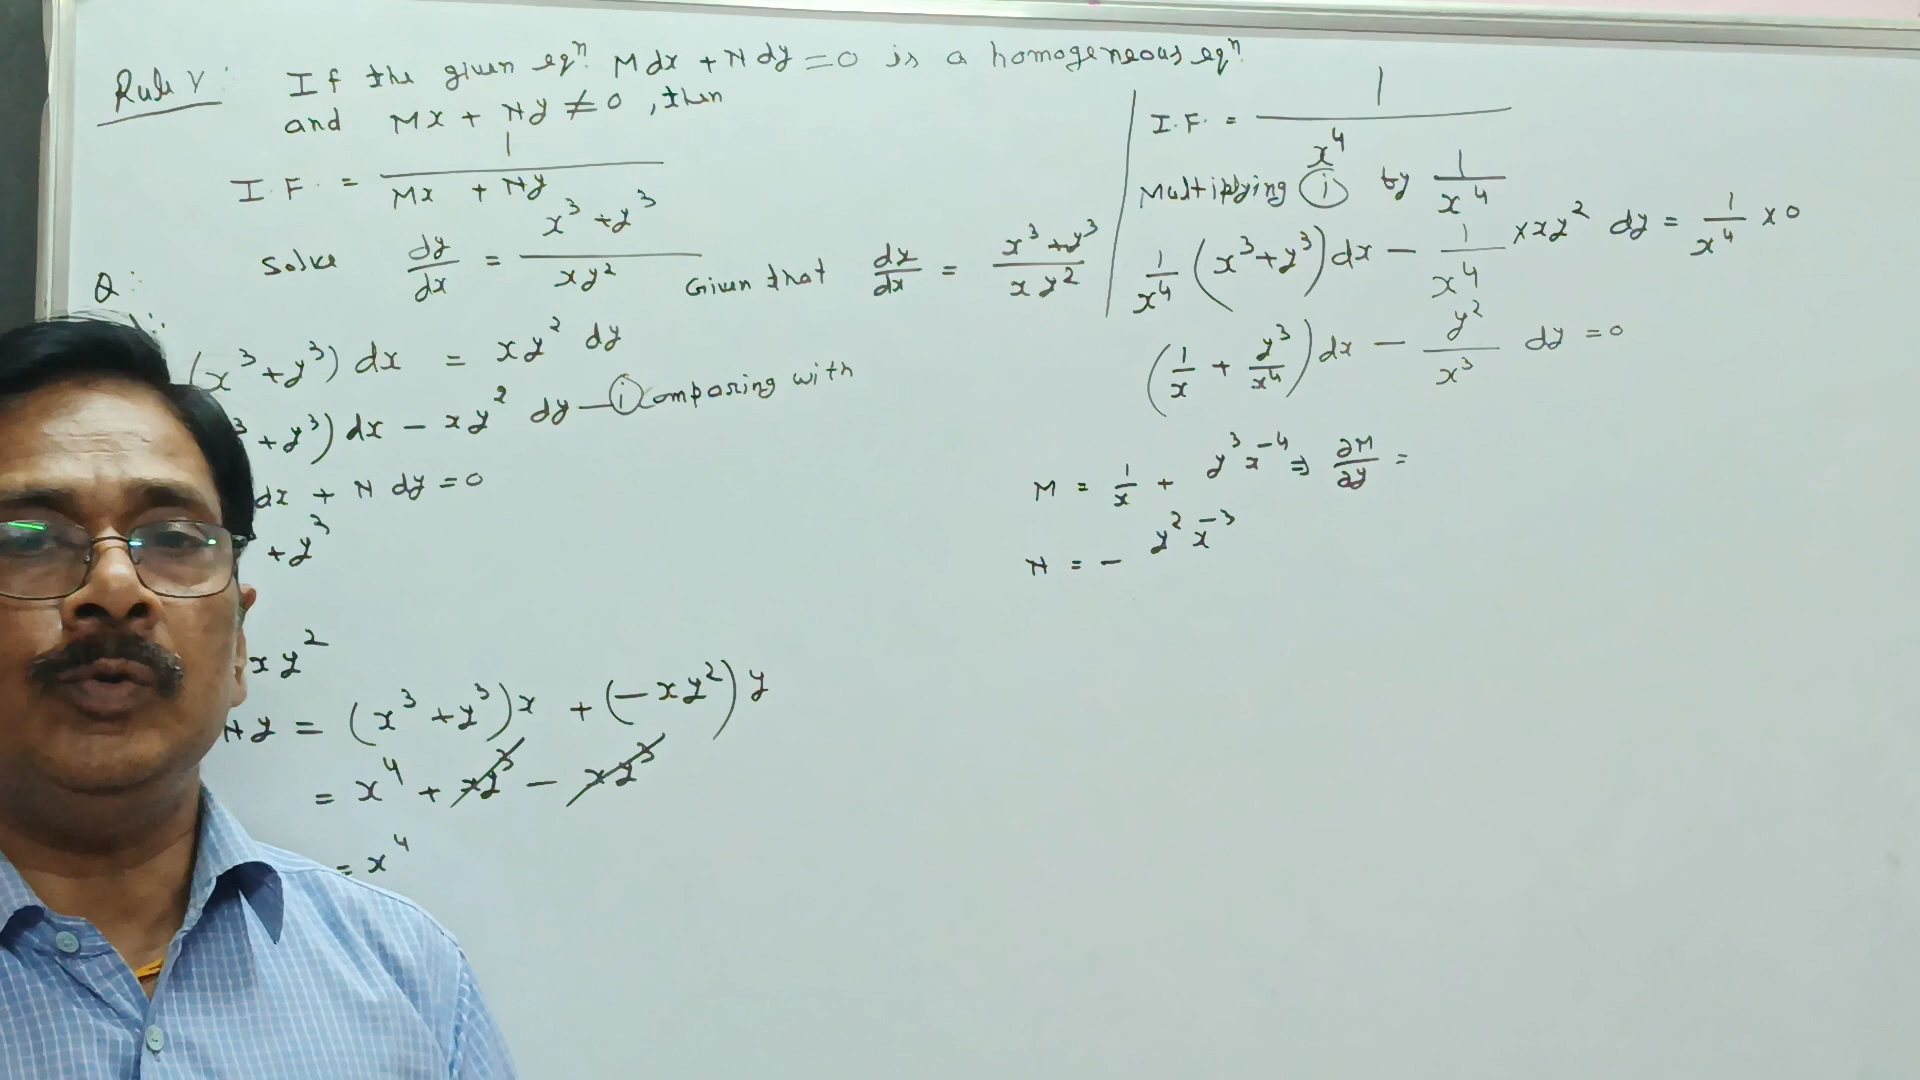 Rule V: If the given eqⁿ. Mdx + N dy = 0 is a homogeneous eqⁿ.
and Mx + Ny ≠ 0, then
I.F. = 1/(Mx + Ny)
Q: Solve dy/dx = (x³+y³)/(xy²) Given that dy/dx = (x³+y³)/(xy²)
(x³+y³) dx = xy² dy
³+y³) dx - xy² dy — (i) Comparing with
dx + N dy = 0
+y³
xy²
Ny = (x³+y³)x + (-xy²)y
= x⁴ + xy³ - xy³
= x⁴
I.F. = 1/x⁴
Multiplying (i) by 1/x⁴
1/x⁴ (x³+y³)dx - 1/x⁴ × xy² dy = 1/x⁴ × 0
(1/x + y³/x⁴)dx - y²/x³ dy = 0
M = 1/x + y³x⁻⁴ ⇒ ∂M/∂y =
N = - y²x⁻³